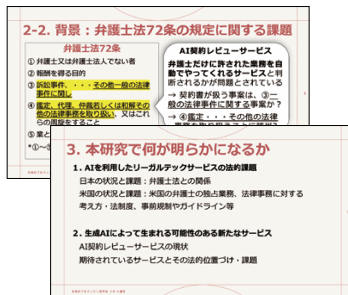 2-2. 背景：弁護士法72条の規定に関する課題
弁護士法72条
① 弁護士又は弁護士法人でない者
② 報酬を得る目的
③ 訴訟事件、・・・その他一般の法律
事件に関し
④ 鑑定、代理、仲裁若しくは和解その
他の法律事務を取り扱い、又はこれ
らの周旋をすること
⑤ 業と
AI契約レビューサービス
弁護士だけに許された業務を自
動でやってくれるサービスと判
断されるかが問題とされている
→ 契約書が扱う事案は、③一
般の法律事件に関する事案か？
→ ④鑑定・・・その他の法律
3. 本研究で何が明らかになるか
1．AIを利用したリーガルテックサービスの法的課題
日本の状況と課題：弁護士法との関係
米国の状況と課題：米国の弁護士の独占業務、法律事務に対する
考え方・法制度、事前規制やガイドライン等
2．生成AIによって生まれる可能性のある新たなサービス
AI契約レビューサービスの現状
期待されているサービスとその法的位置づけ・課題